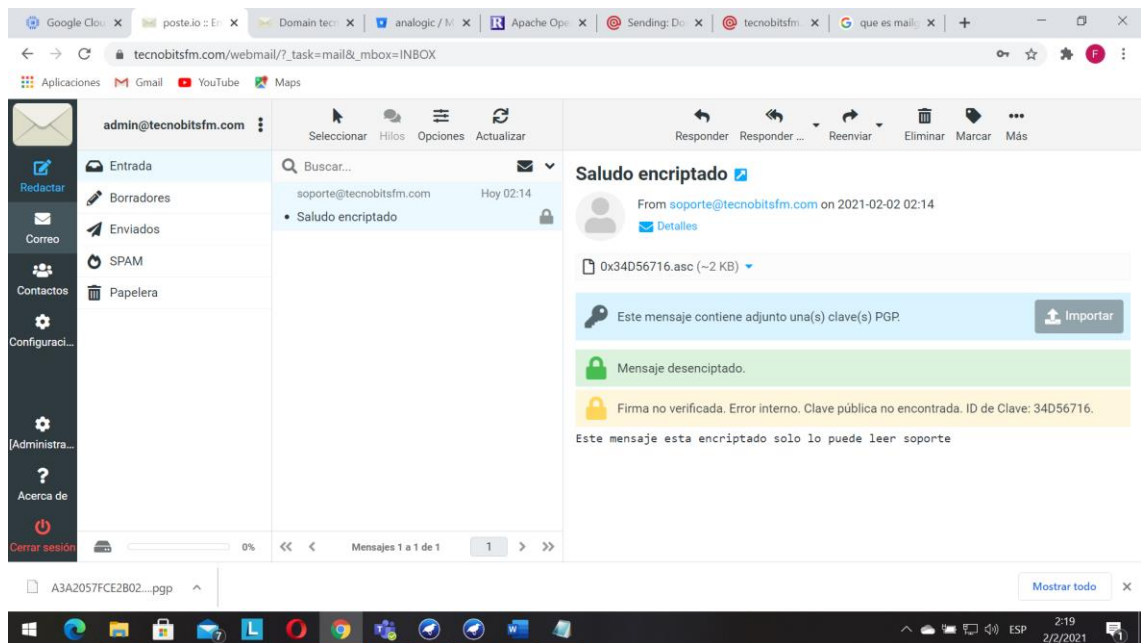 Google Clou
poste.io :: En
Domain tecn
analogic / M
Apache Ope
Sending: Do
tecnobitsfm.
que es mailg
tecnobitsfm.com/webmail/?_task=mail&_mbox=INBOX
F
Aplicaciones Gmail YouTube Maps
admin@tecnobitsfm.com
Seleccionar Hilos Opciones Actualizar
Responder Responder ... Reenviar Eliminar Marcar Más
Redactar
Correo
Contactos
Configuraci...
[Administra...
Acerca de
Cerrar sesión
Entrada
Borradores
Enviados
SPAM
Papelera
0%
Buscar...
soporte@tecnobitsfm.com Hoy 02:14
Saludo encriptado
Mensajes 1 a 1 de 1 1
Saludo encriptado
From soporte@tecnobitsfm.com on 2021-02-02 02:14
Detalles
0x34D56716.asc (~2 KB)
Este mensaje contiene adjunto una(s) clave(s) PGP. Importar
Mensaje desenciptado.
Firma no verificada. Error interno. Clave pública no encontrada. ID de Clave: 34D56716.
Este mensaje esta encriptado solo lo puede leer soporte
A3A2057FCE2B02....pgp
Mostrar todo
7
L
ESP
2:19
2/2/2021